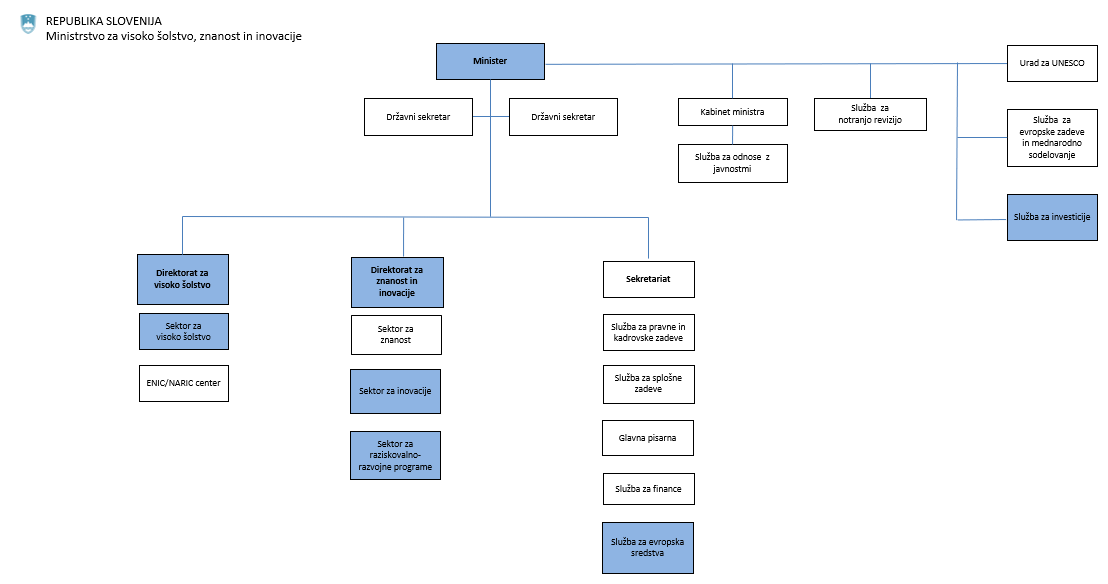 REPUBLIKA SLOVENIJA
Ministrstvo za visoko šolstvo, znanost in inovacije
Minister
Urad za UNESCO
Državni sekretar
Državni sekretar
Kabinet ministra
Služba za
notranjo revizijo
Služba za
evropske zadeve
in mednarodno
sodelovanje
Služba za odnose z
javnostmi
Služba za investicije
Direktorat za
visoko šolstvo
Sektor za
visoko šolstvo
ENIC/NARIC center
Direktorat za
znanost in
inovacije
Sektor za
znanost
Sektor za inovacije
Sektor za
raziskovalno-
razvojne programe
Sekretariat
Služba za pravne in
kadrovske zadeve
Služba za splošne
zadeve
Glavna pisarna
Služba za finance
Služba za evropska
sredstva